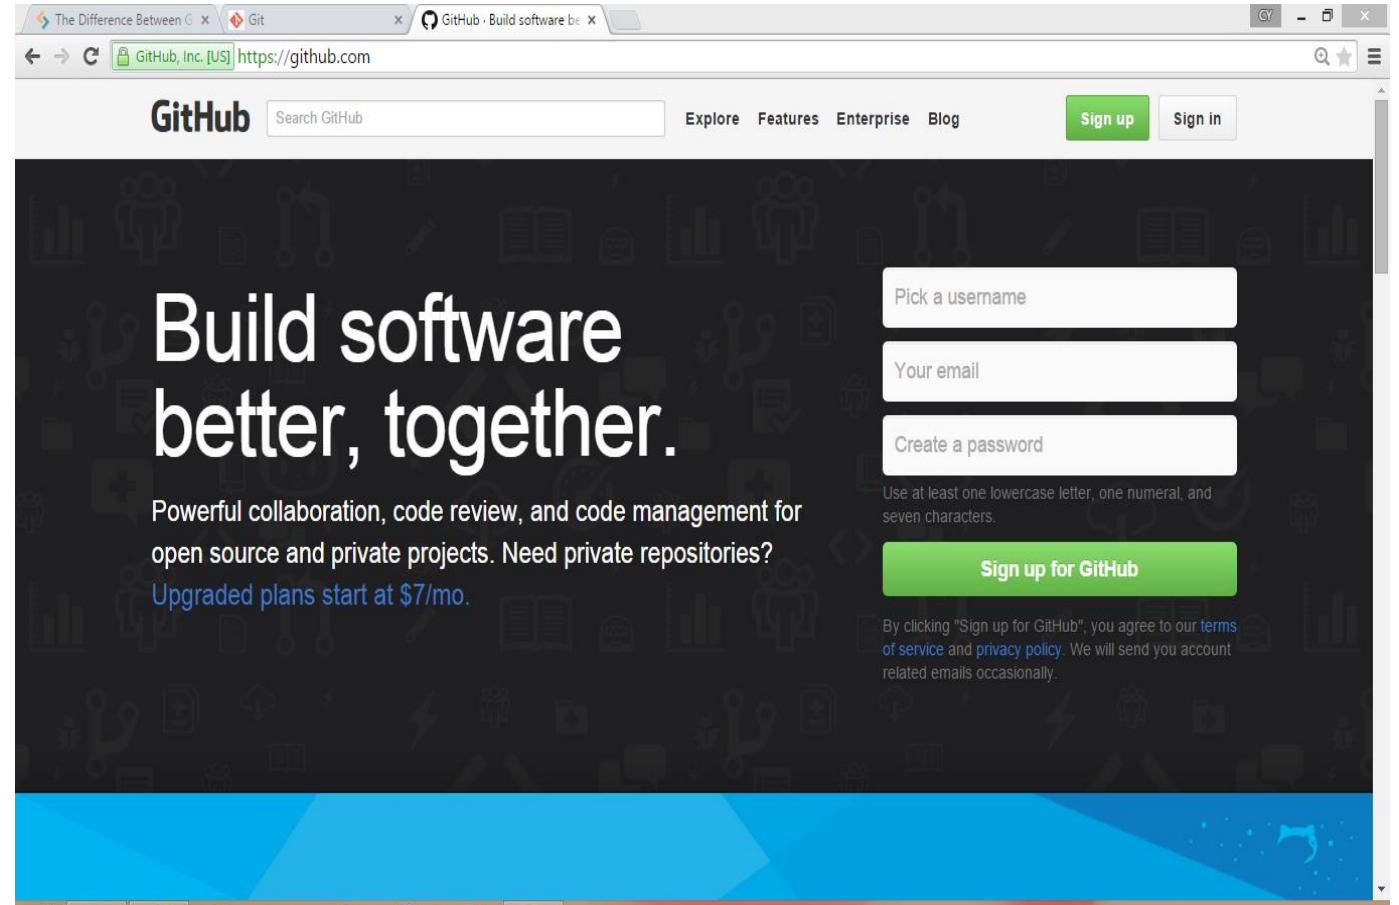 The Difference Between G
Git
GitHub · Build software be
CY
GitHub, Inc. [US] https://github.com
GitHub
Search GitHub
Explore Features Enterprise Blog
Sign up
Sign in
Build software
better, together.
Powerful collaboration, code review, and code management for
open source and private projects. Need private repositories?
Upgraded plans start at $7/mo.
Pick a username
Your email
Create a password
Use at least one lowercase letter, one numeral, and
seven characters.
Sign up for GitHub
By clicking "Sign up for GitHub", you agree to our terms
of service and privacy policy. We will send you account
related emails occasionally.